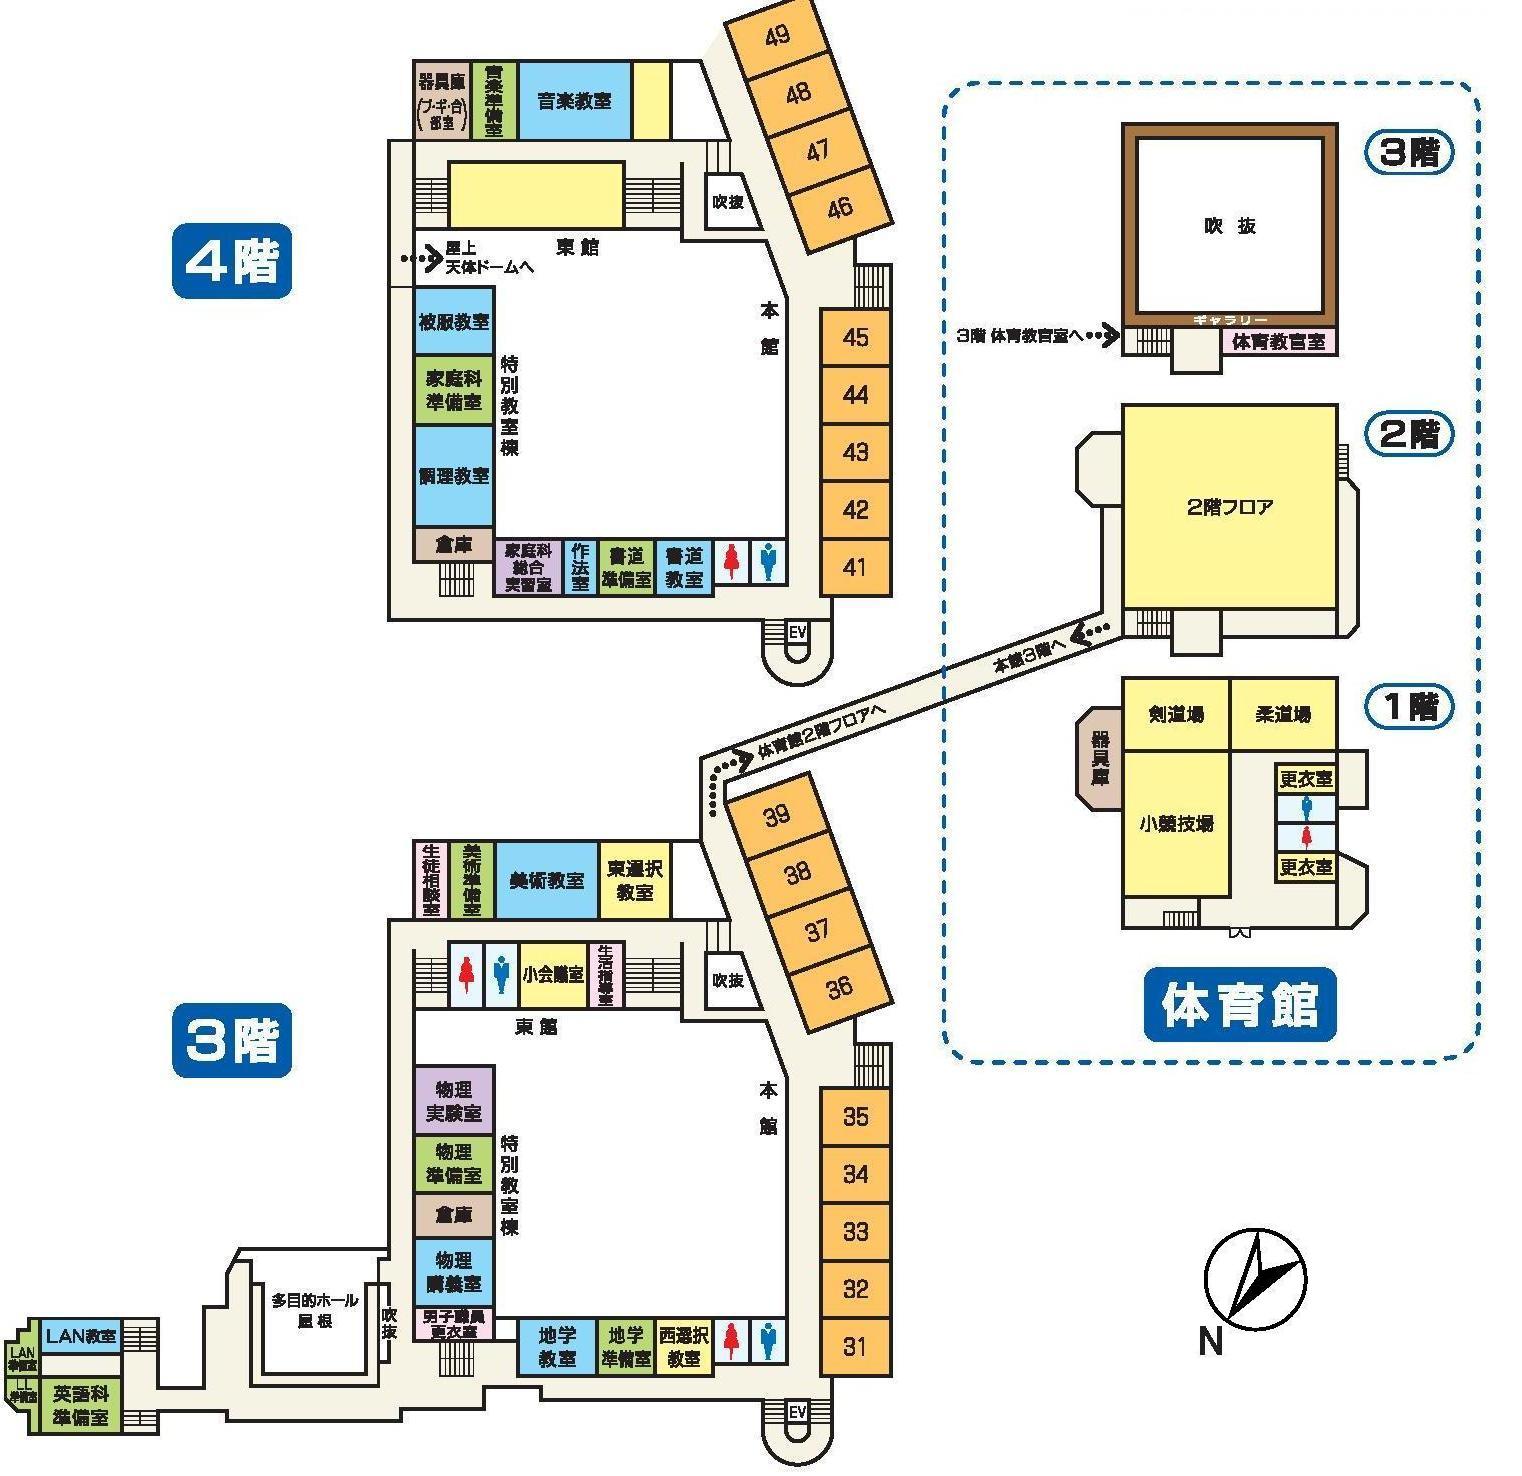 4階
器具庫
(ブ・ギ・合)
部室
音楽準備室
音楽教室
49
48
47
46
吹抜
東館
屋上
天体ドームへ
本館
被服教室
家庭科
準備室
特別教室棟
調理教室
倉庫
家庭科
総合
実習室
作法室
書道
準備室
書道
教室
45
44
43
42
41
EV
3階
吹抜
ギャラリー
3階 体育教官室へ
体育教官室
2階
2階フロア
本館3階へ
体育館2階フロアへ
1階
剣道場
柔道場
器具庫
小競技場
更衣室
更衣室
体育館
3階
生徒相談室
美術準備室
美術教室
東選択
教室
39
38
37
36
小会議室
生活指導室
吹抜
東館
本館
物理
実験室
物理
準備室
特別教室棟
倉庫
物理
講義室
男子職員
更衣室
地学
教室
地学
準備室
西選択
教室
35
34
33
32
31
EV
多目的ホール
屋根
吹抜
LAN教室
LAN
準備室
LL
準備室
英語科
準備室
N